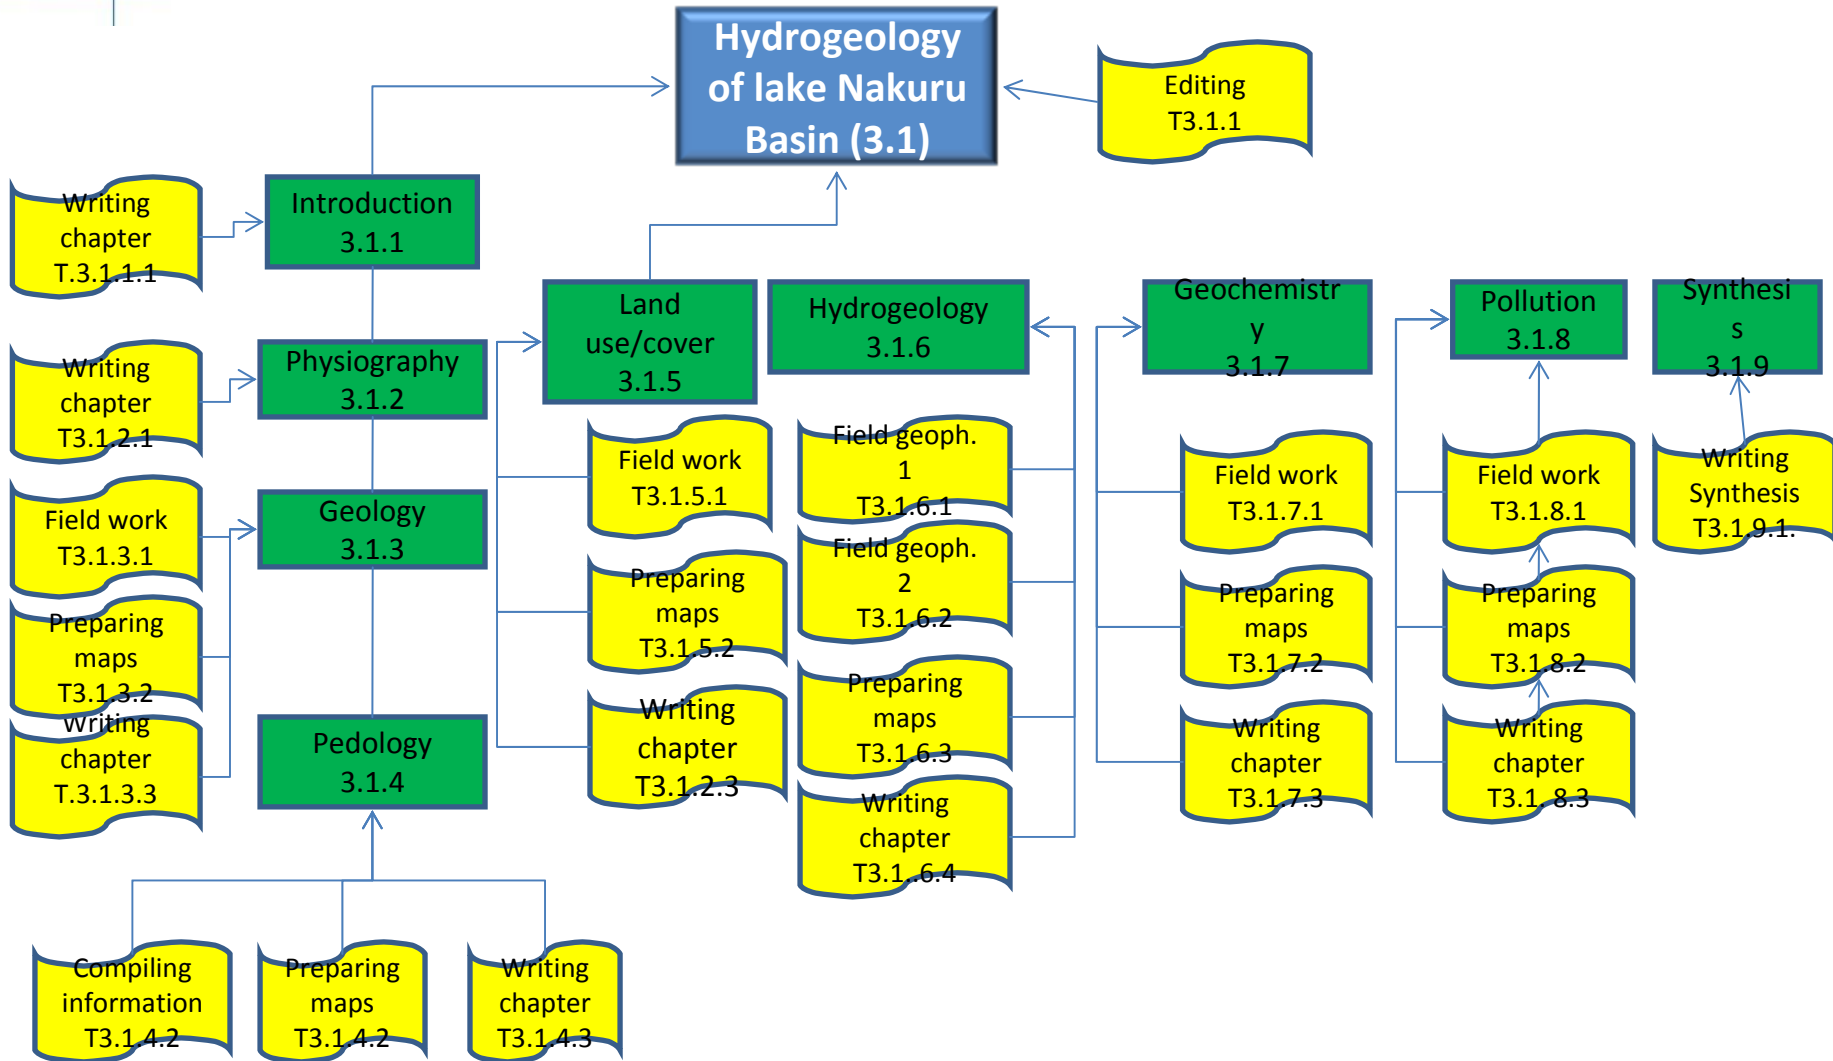 Hydrogeology
of lake Nakuru
Basin (3.1)
Editing
T3.1.1
Writing
chapter
T.3.1.1.1
Introduction
3.1.1
Writing
chapter
T3.1.2.1
Physiography
3.1.2
Field work
T3.1.3.1
Preparing
maps
T3.1.3.2
Writing
chapter
T.3.1.3.3
Geology
3.1.3
Pedology
3.1.4
Compiling
information
T3.1.4.2
Preparing
maps
T3.1.4.2
Writing
chapter
T3.1.4.3
Land
use/cover
3.1.5
Field work
T3.1.5.1
Preparing
maps
T3.1.5.2
Writing
chapter
T3.1.2.3
Hydrogeology
3.1.6
Field geoph.
1
T3.1.6.1
Field geoph.
2
T3.1.6.2
Preparing
maps
T3.1.6.3
Writing
chapter
T3.1..6.4
Geochemistr
y
3.1.7
Field work
T3.1.7.1
Preparing
maps
T3.1.7.2
Writing
chapter
T3.1.7.3
Pollution
3.1.8
Field work
T3.1.8.1
Preparing
maps
T3.1.8.2
Writing
chapter
T3.1. 8.3
Synthesi
s
3.1.9
Writing
Synthesis
T3.1.9.1.